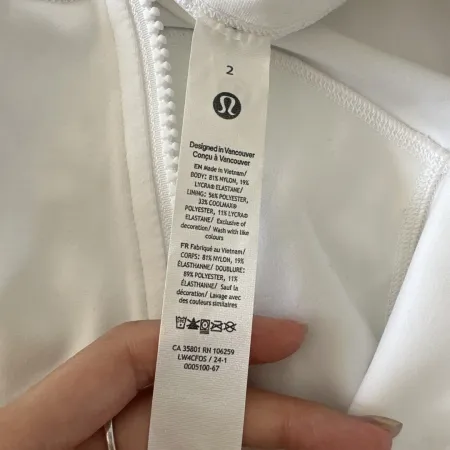 2
Designed in Vancouver
Conçu à Vancouver
EN Made in Vietnam/
BODY: 81% NYLON, 19%
LYCRA® ELASTANE/
LINING: 56% POLYESTER,
33% COOLMAX®
POLYESTER, 11% LYCRA®
ELASTANE/ Exclusive of
decoration/ Wash with like
colours
FR Fabriqué au Vietnam/
CORPS: 81% NYLON, 19%
ÉLASTHANNE/ DOUBLURE:
89% POLYESTER, 11%
ÉLASTHANNE/ Sauf la
décoration/ Lavage avec
des couleurs similaires
CA 35801 RN 106259
LW4CFOS / 24-1
0005100-67